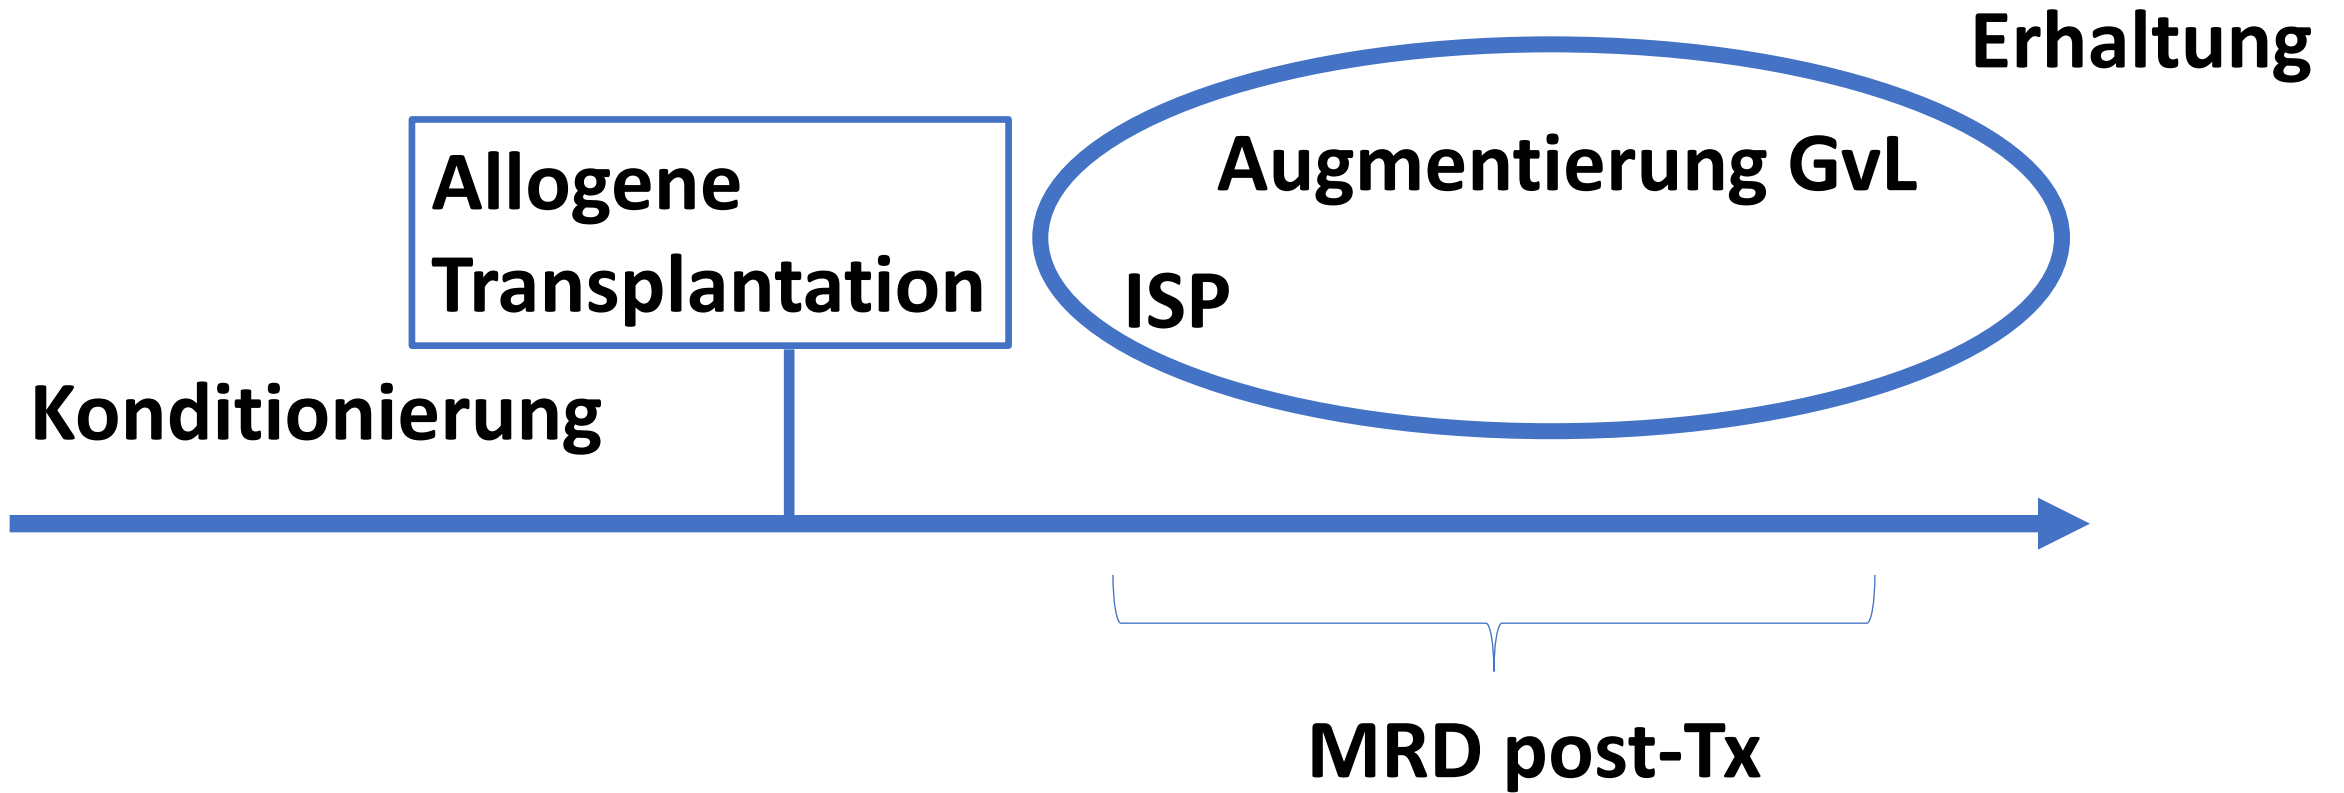 Erhaltung
Allogene
Transplantation
Augmentierung GvL
ISP
Konditionierung
MRD post-Tx